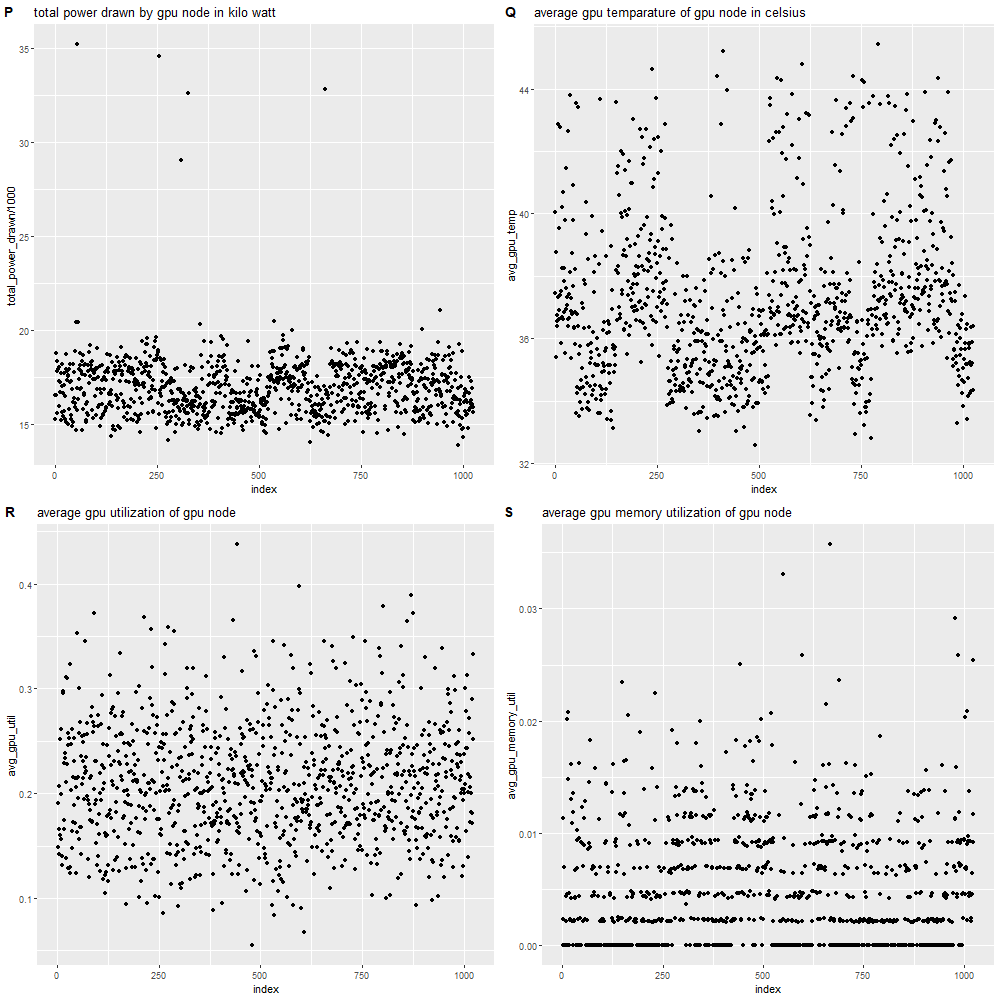 P total power drawn by gpu node in kilo watt
total_power_drawn/1000
35
30
25
20
15
0 250 500 750 1000
index
Q average gpu temparature of gpu node in celsius
avg_gpu_temp
44
40
36
32
0 250 500 750 1000
index
R average gpu utilization of gpu node
avg_gpu_util
0.4
0.3
0.2
0.1
0 250 500 750 1000
index
S average gpu memory utilization of gpu node
avg_gpu_memory_util
0.03
0.02
0.01
0.00
0 250 500 750 1000
index